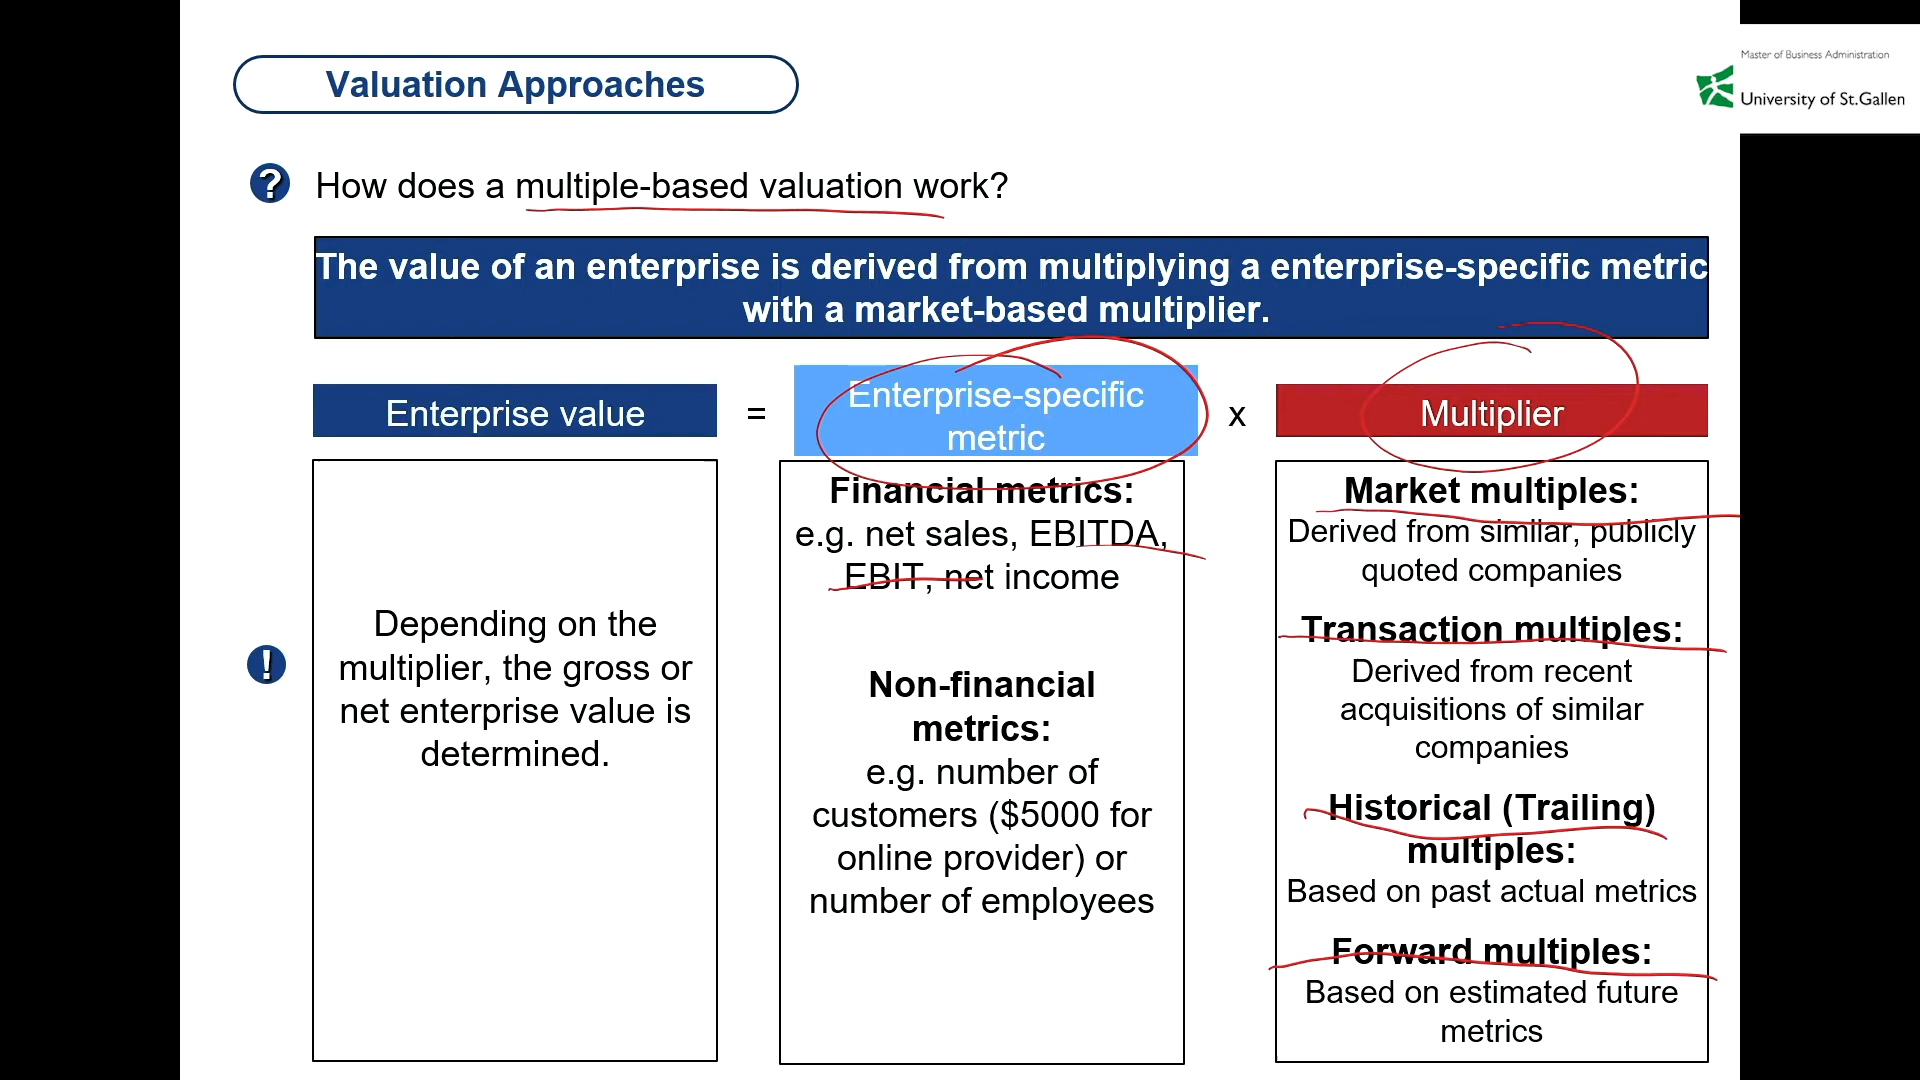 Valuation Approaches
Master of Business Administration
University of St.Gallen
? How does a multiple-based valuation work?
The value of an enterprise is derived from multiplying a enterprise-specific metric
with a market-based multiplier.
Enterprise value
=
Enterprise-specific
metric
x
Multiplier
!
Depending on the
multiplier, the gross or
net enterprise value is
determined.
Financial metrics:
e.g. net sales, EBITDA,
EBIT, net income
Non-financial
metrics:
e.g. number of
customers ($5000 for
online provider) or
number of employees
Market multiples:
Derived from similar, publicly
quoted companies
Transaction multiples:
Derived from recent
acquisitions of similar
companies
Historical (Trailing)
multiples:
Based on past actual metrics
Forward multiples:
Based on estimated future
metrics